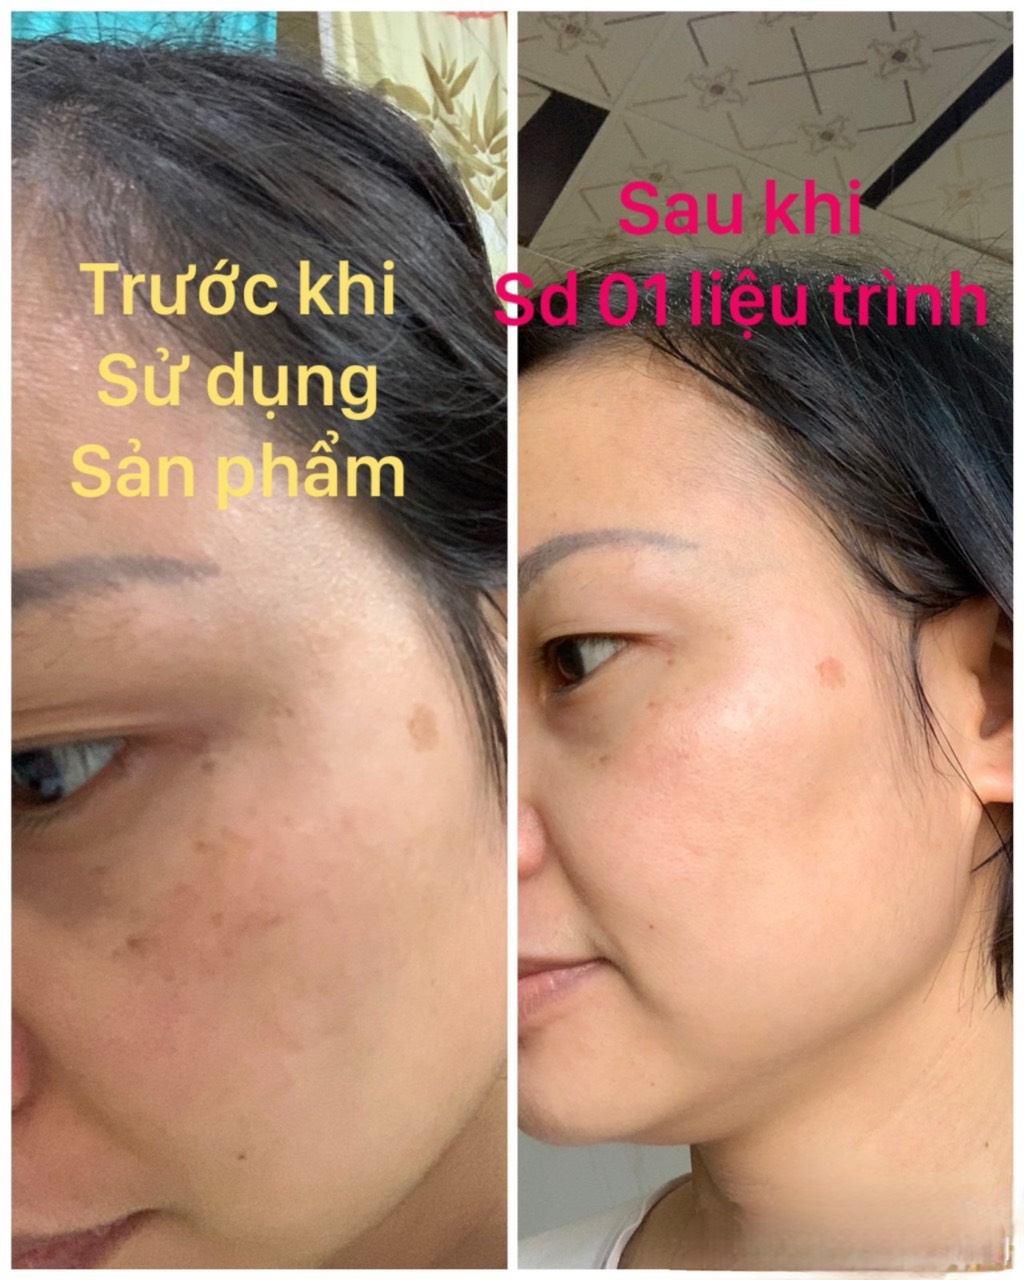 Trước khi
Sử dụng
Sản phẩm
Sau khi
Sd 01 liệu trình